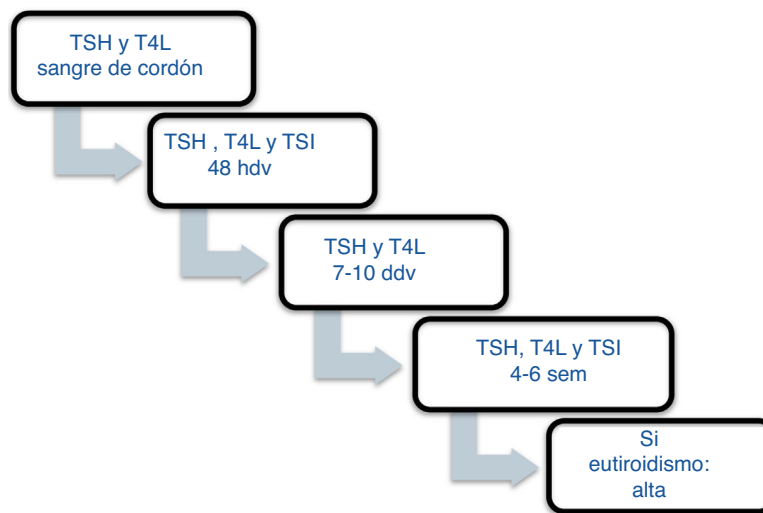 TSH y T4L
sangre de cordón
TSH , T4L y TSI
48 hdv
TSH y T4L
7-10 ddv
TSH, T4L y TSI
4-6 sem
Si
eutiroidismo:
alta